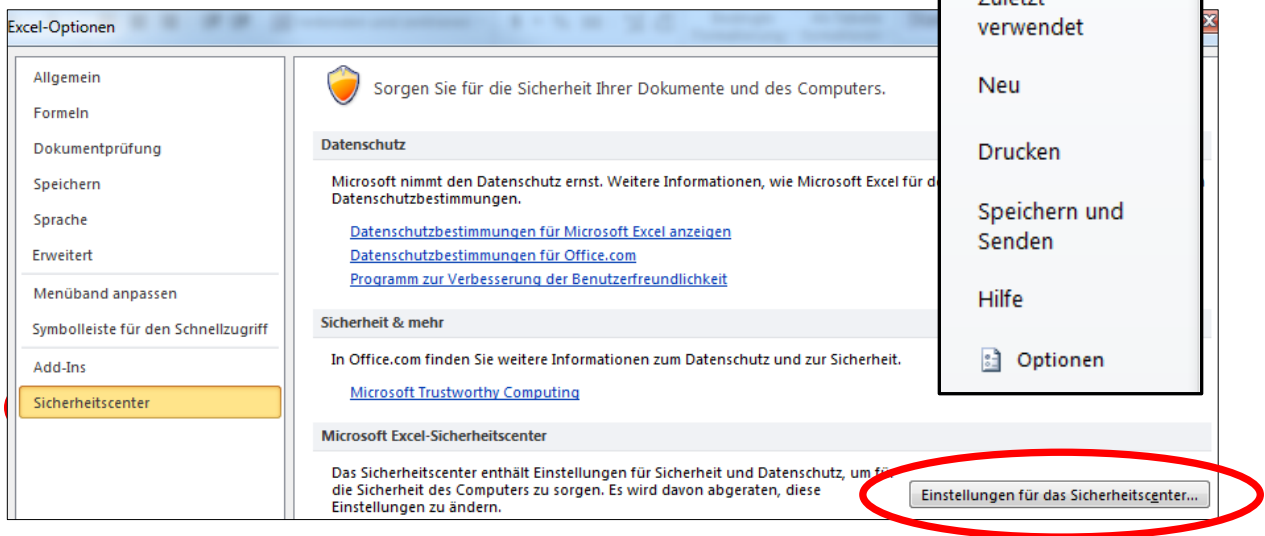 Excel-Optionen
Allgemein
Formeln
Dokumentprüfung
Speichern
Sprache
Erweitert
Menüband anpassen
Symbolleiste für den Schnellzugriff
Add-Ins
Sicherheitscenter
Sorgen Sie für die Sicherheit Ihrer Dokumente und des Computers.
Datenschutz
Microsoft nimmt den Datenschutz ernst. Weitere Informationen, wie Microsoft Excel für
Datenschutzbestimmungen.
Datenschutzbestimmungen für Microsoft Excel anzeigen
Datenschutzbestimmungen für Office.com
Programm zur Verbesserung der Benutzerfreundlichkeit
Sicherheit & mehr
In Office.com finden Sie weitere Informationen zum Datenschutz und zur Sicherheit.
Microsoft Trustworthy Computing
Microsoft Excel-Sicherheitscenter
Das Sicherheitscenter enthält Einstellungen für Sicherheit und Datenschutz, um für
die Sicherheit des Computers zu sorgen. Es wird davon abgeraten, diese
Einstellungen zu ändern.
Einstellungen für das Sicherheitscenter...
Zuletzt
verwendet
Neu
Drucken
Speichern und
Senden
Hilfe
Optionen